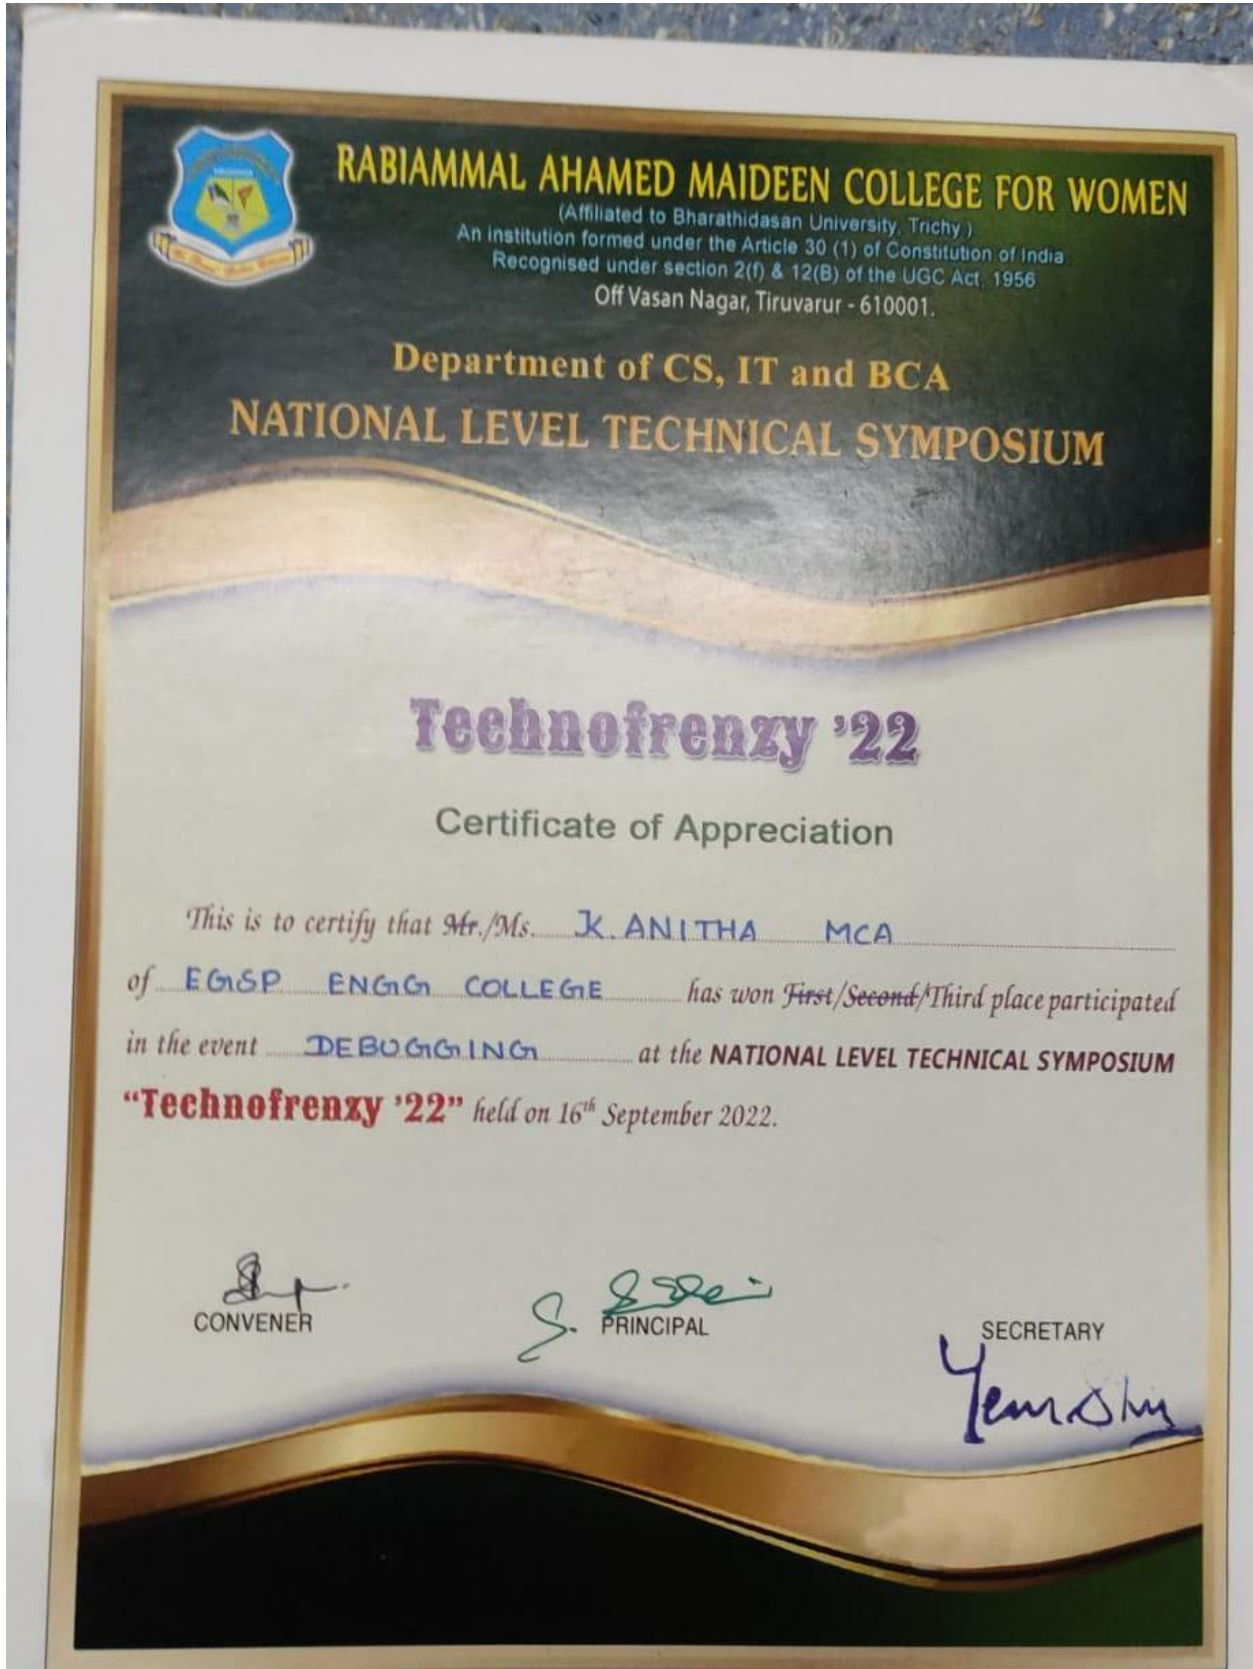 RABIAMMAL AHAMED MAIDEEN COLLEGE FOR WOMEN
(Affiliated to Bharathidasan University, Trichy)
An Institution formed under the Article 30 (1) of Constitution of India
Recognised under section 2(f) & 12(B) of the UGC Act, 1956
Off Vasan Nagar, Tiruvarur - 610001.
Department of CS, IT and BCA
NATIONAL LEVEL TECHNICAL SYMPOSIUM
Technofrenzy '22
Certificate of Appreciation
This is to certify that Mr./Ms. K. ANITHA MCA
of EGSP ENGG COLLEGE has won First/Second/Third place participated
in the event DEBUGGING at the NATIONAL LEVEL TECHNICAL SYMPOSIUM
"Technofrenzy '22" held on 16th September 2022.
CONVENER
PRINCIPAL
SECRETARY